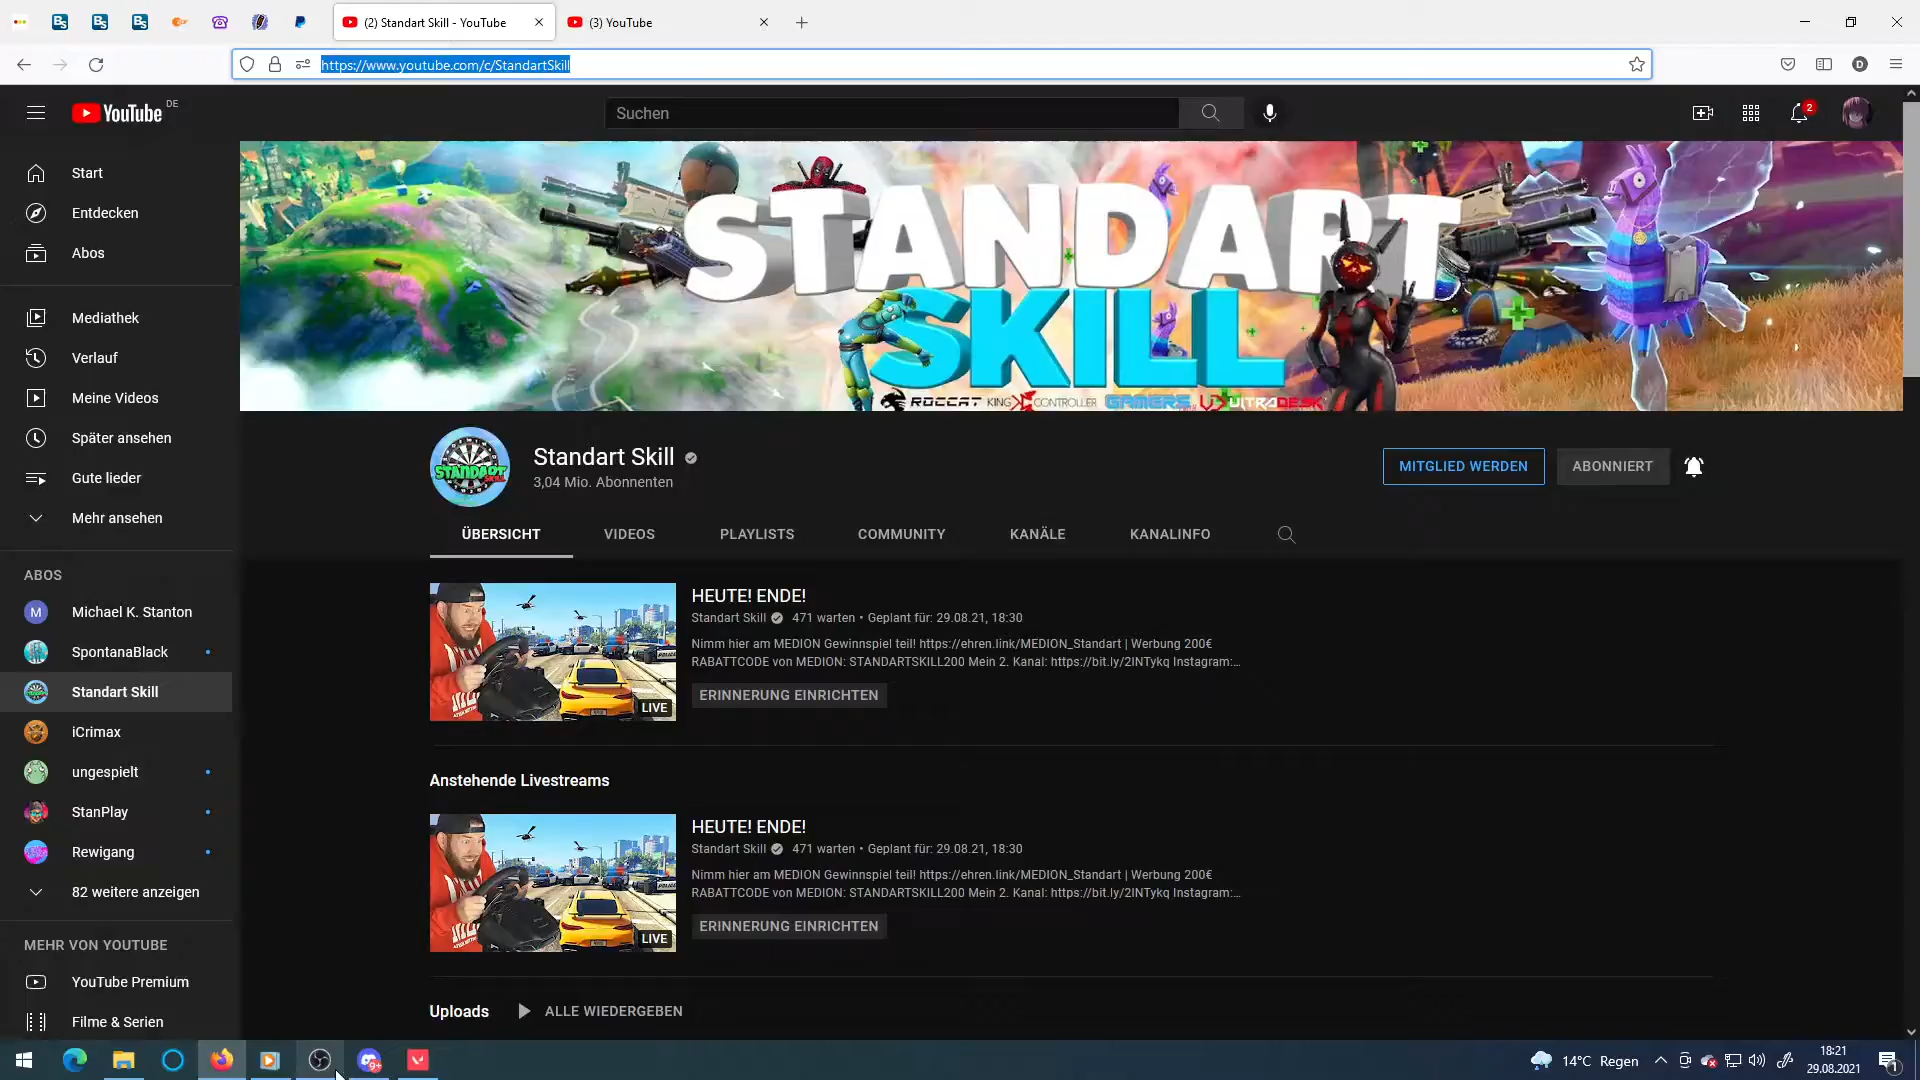 (2) Standart Skill - YouTube
(3) YouTube
https://www.youtube.com/c/StandartSkill
YouTube DE
Suchen
2
Start
Entdecken
Abos
Mediathek
Verlauf
Meine Videos
Später ansehen
Gute lieder
Mehr ansehen
ABOS
M Michael K. Stanton
SpontanaBlack
Standart Skill
iCrimax
ungespielt
StanPlay
Rewigang
82 weitere anzeigen
MEHR VON YOUTUBE
YouTube Premium
Filme & Serien
STANDART
SKILL
ROCCAT KING CONTROLLER GAMERS ULTRADESK
STANDART
Standart Skill
3,04 Mio. Abonnenten
MITGLIED WERDEN
ABONNIERT
ÜBERSICHT
VIDEOS
PLAYLISTS
COMMUNITY
KANÄLE
KANALINFO
LIVE
HEUTE! ENDE!
Standart Skill 471 warten • Geplant für: 29.08.21, 18:30
Nimm hier am MEDION Gewinnspiel teil! https://ehren.link/MEDION_Standart | Werbung 200€
RABATTCODE von MEDION: STANDARTSKILL200 Mein 2. Kanal: https://bit.ly/2INTykq Instagram:...
ERINNERUNG EINRICHTEN
Anstehende Livestreams
LIVE
HEUTE! ENDE!
Standart Skill 471 warten • Geplant für: 29.08.21, 18:30
Nimm hier am MEDION Gewinnspiel teil! https://ehren.link/MEDION_Standart | Werbung 200€
RABATTCODE von MEDION: STANDARTSKILL200 Mein 2. Kanal: https://bit.ly/2INTykq Instagram:...
ERINNERUNG EINRICHTEN
Uploads
ALLE WIEDERGEBEN
9+
14°C Regen
18:21
29.08.2021
1